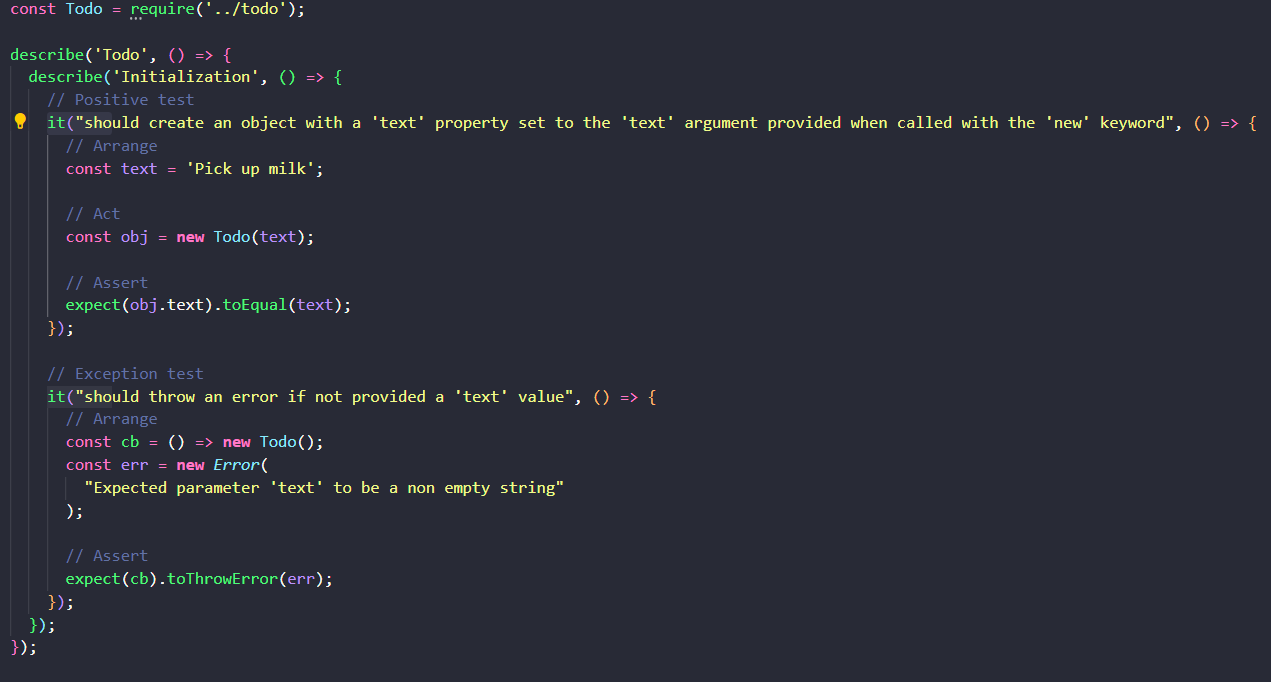 const Todo = require('../todo');

describe('Todo', () => {
  describe('Initialization', () => {
    // Positive test
    it("should create an object with a 'text' property set to the 'text' argument provided when called with the 'new' keyword", () => {
      // Arrange
      const text = 'Pick up milk';

      // Act
      const obj = new Todo(text);

      // Assert
      expect(obj.text).toEqual(text);
    });

    // Exception test
    it("should throw an error if not provided a 'text' value", () => {
      // Arrange
      const cb = () => new Todo();
      const err = new Error(
        "Expected parameter 'text' to be a non empty string"
      );

      // Assert
      expect(cb).toThrowError(err);
    });
  });
});